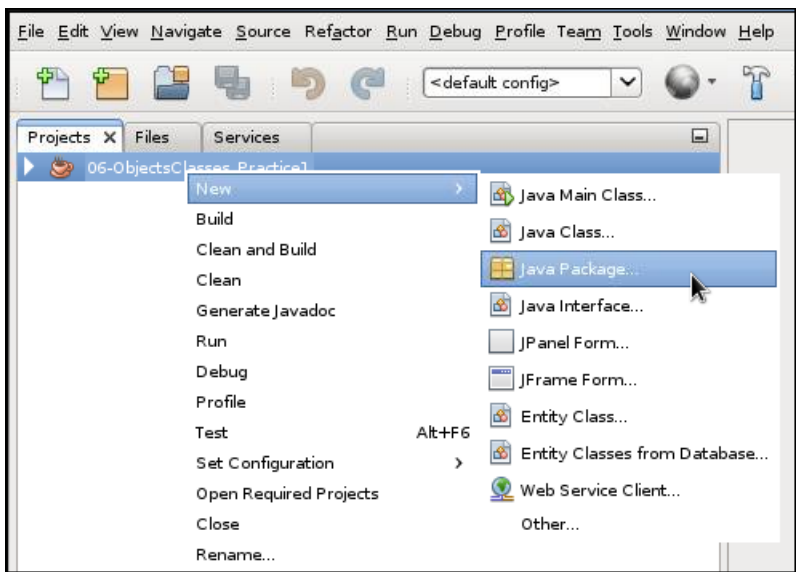 File Edit View Navigate Source Refactor Run Debug Profile Team Tools Window Help
<default config>
Projects X Files Services
06-ObjectsClasses_Practice1
New
Build
Clean and Build
Clean
Generate Javadoc
Run
Debug
Profile
Test Alt+F6
Set Configuration
Open Required Projects
Close
Rename...
Java Main Class...
Java Class...
Java Package...
Java Interface...
JPanel Form...
JFrame Form...
Entity Class...
Entity Classes from Database...
Web Service Client...
Other...